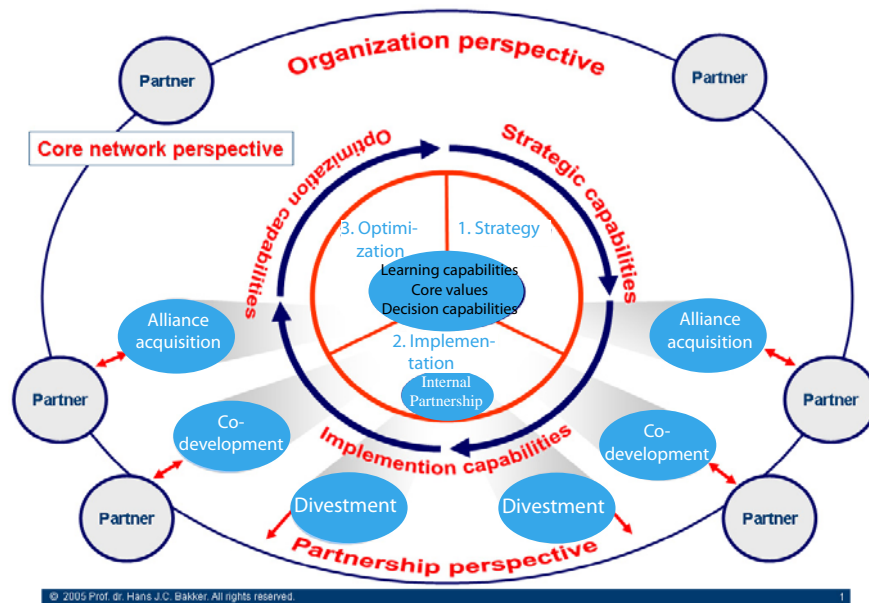 Organization perspective
Partner
Partner
Core network perspective
Optimization capabilities
Strategic capabilities
3. Optimi-
zation
1. Strategy
Learning capabilities
Core values
Decision capabilities
2. Implemen-
tation
Internal
Partnership
Alliance
acquisition
Alliance
acquisition
Partner
Partner
Co-
development
Co-
development
Implemention capabilities
Divestment
Divestment
Partner
Partner
Partnership perspective
© 2005 Prof. dr. Hans J.C. Bakker. All rights reserved.
1